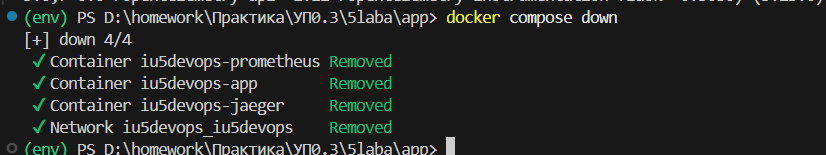 (env) PS D:\homework\Практика\УП0.3\5laba\app> docker compose down
[+] down 4/4
✓ Container iu5devops-prometheus Removed
✓ Container iu5devops-app Removed
✓ Container iu5devops-jaeger Removed
✓ Network iu5devops_iu5devops Removed
(env) PS D:\homework\Практика\УП0.3\5laba\app>